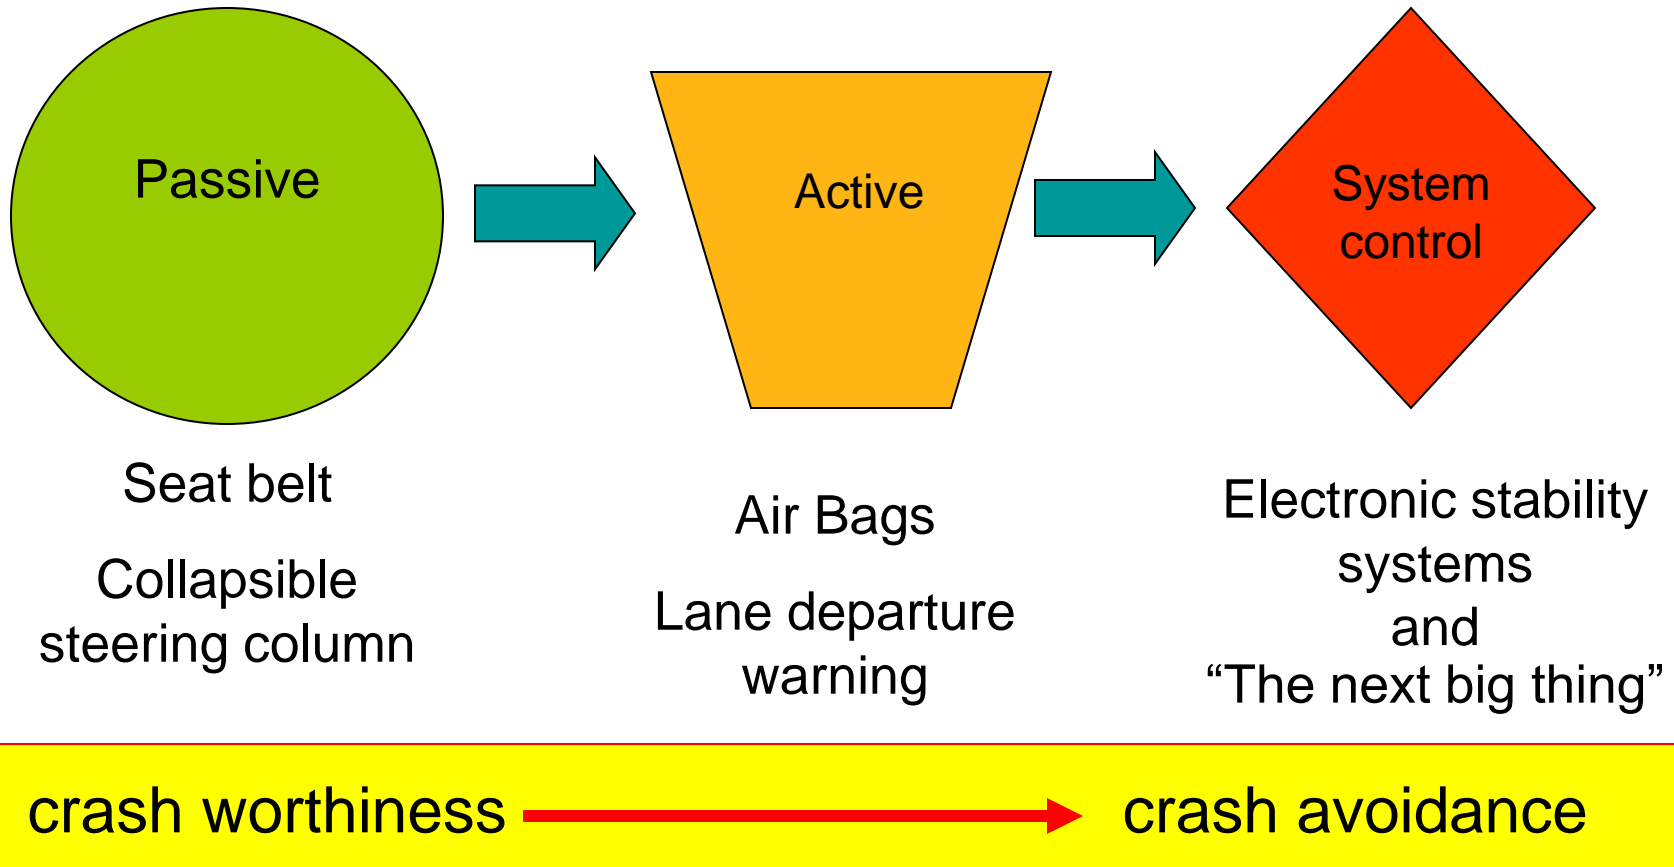 Passive
Active
System
control
Seat belt
Collapsible
steering column
Air Bags
Lane departure
warning
Electronic stability
systems
and
“The next big thing”
crash worthiness
crash avoidance